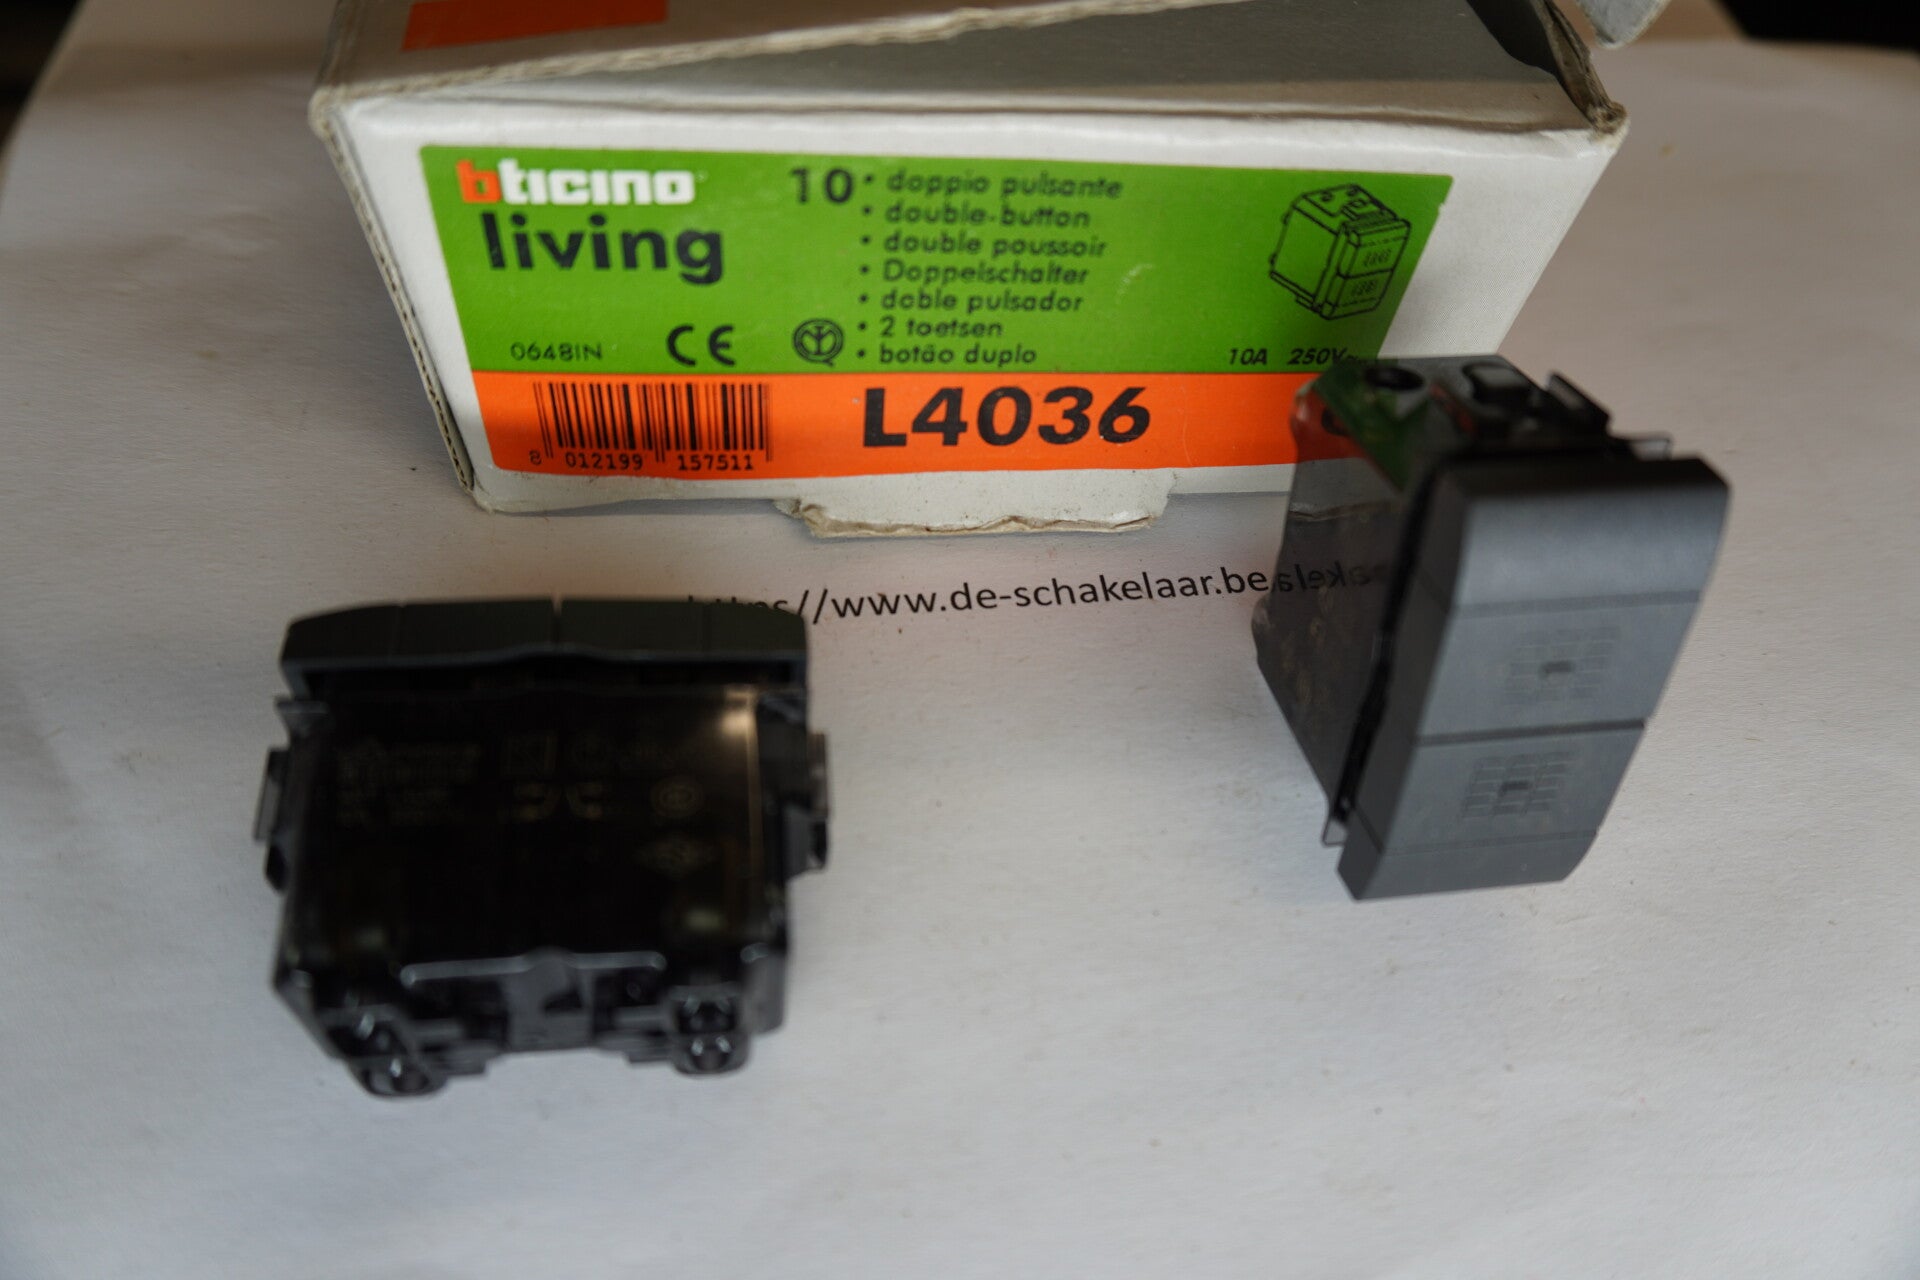 bticino
living
10
• doppio pulsante
• double-button
• double poussoir
• Doppelschalter
• doble pulsador
• 2 toetsen
• botão duplo
0648IN CE
10A 250V
8 012199 157511
L4036
https//www.de-schakelaar.be